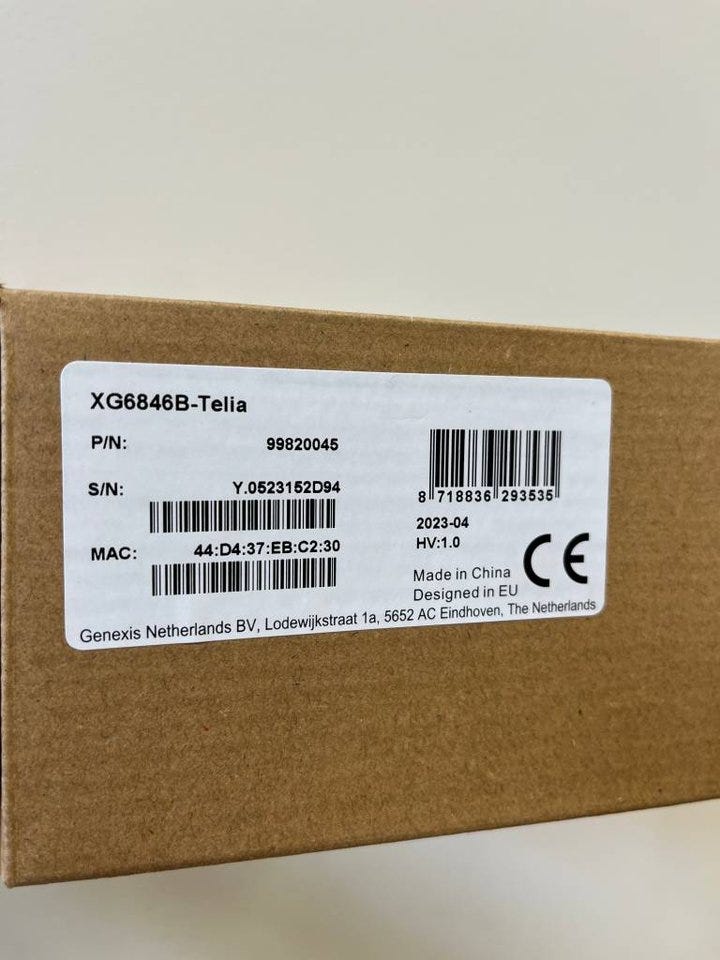 XG6846B-Telia
P/N: 99820045
S/N: Y.0523152D94
MAC: 44:D4:37:EB:C2:30
8 718836 293535
2023-04
HV:1.0
Made in China
Designed in EU
CE
Genexis Netherlands BV, Lodewijkstraat 1a, 5652 AC Eindhoven, The Netherlands